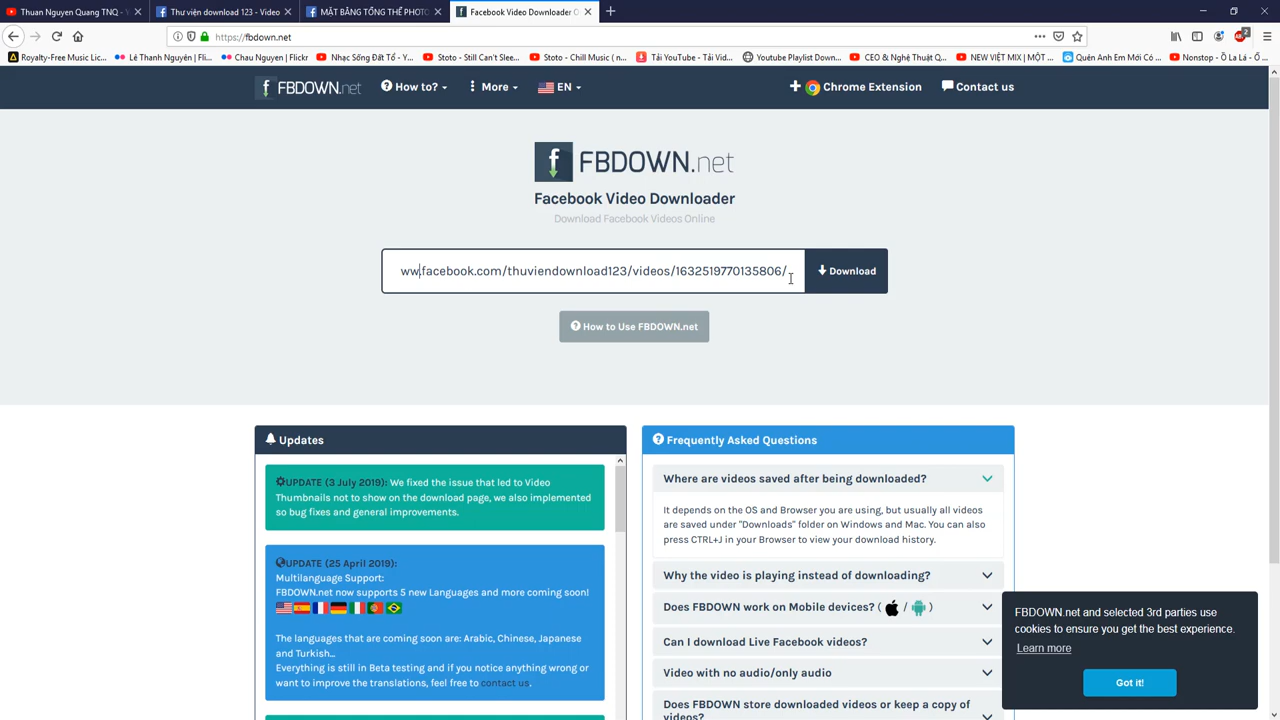 Thuan Nguyen Quang TNQ - 
Thư viện download 123 - Video
MẶT BẰNG TỔNG THỂ PHOTO
Facebook Video Downloader O
https://fbdown.net
Royalty-Free Music Lic...
Lê Thanh Nguyên | Fli...
Chau Nguyen | Flickr
Nhạc Sống Đất Tổ - Y...
Stoto - Still Can't Slee...
Stoto - Chill Music ( n...
Tải YouTube - Tải Vid...
Youtube Playlist Down...
CEO & Nghệ Thuật Q...
NEW VIỆT MIX | MỘT ...
Quên Anh Em Mới Có ...
Nonstop - Ồ La Lá - Ố ...
FBDOWN.net
How to?
More
EN
Chrome Extension
Contact us
FBDOWN.net
Facebook Video Downloader
Download Facebook Videos Online
ww.facebook.com/thuviendownload123/videos/1632519770135806/
Download
How to Use FBDOWN.net
Updates
UPDATE (3 July 2019): We fixed the issue that led to Video
Thumbnails not to show on the download page, we also implemented
so bug fixes and general improvements.
UPDATE (25 April 2019):
Multilanguage Support:
FBDOWN.net now supports 5 new Languages and more coming soon!
The languages that are coming soon are: Arabic, Chinese, Japanese
and Turkish...
Everything is still in Beta testing and if you notice anything wrong or
want to improve the translations, feel free to contact us.
Frequently Asked Questions
Where are videos saved after being downloaded?
It depends on the OS and Browser you are using, but usually all videos
are saved under "Downloads" folder on Windows and Mac. You can also
press CTRL+J in your Browser to view your download history.
Why the video is playing instead of downloading?
Does FBDOWN work on Mobile devices? ( / )
Can I download Live Facebook videos?
Video with no audio/only audio
Does FBDOWN store downloaded videos or keep a copy of
videos?
FBDOWN net and selected 3rd parties use
cookies to ensure you get the best experience.
Learn more
Got it!